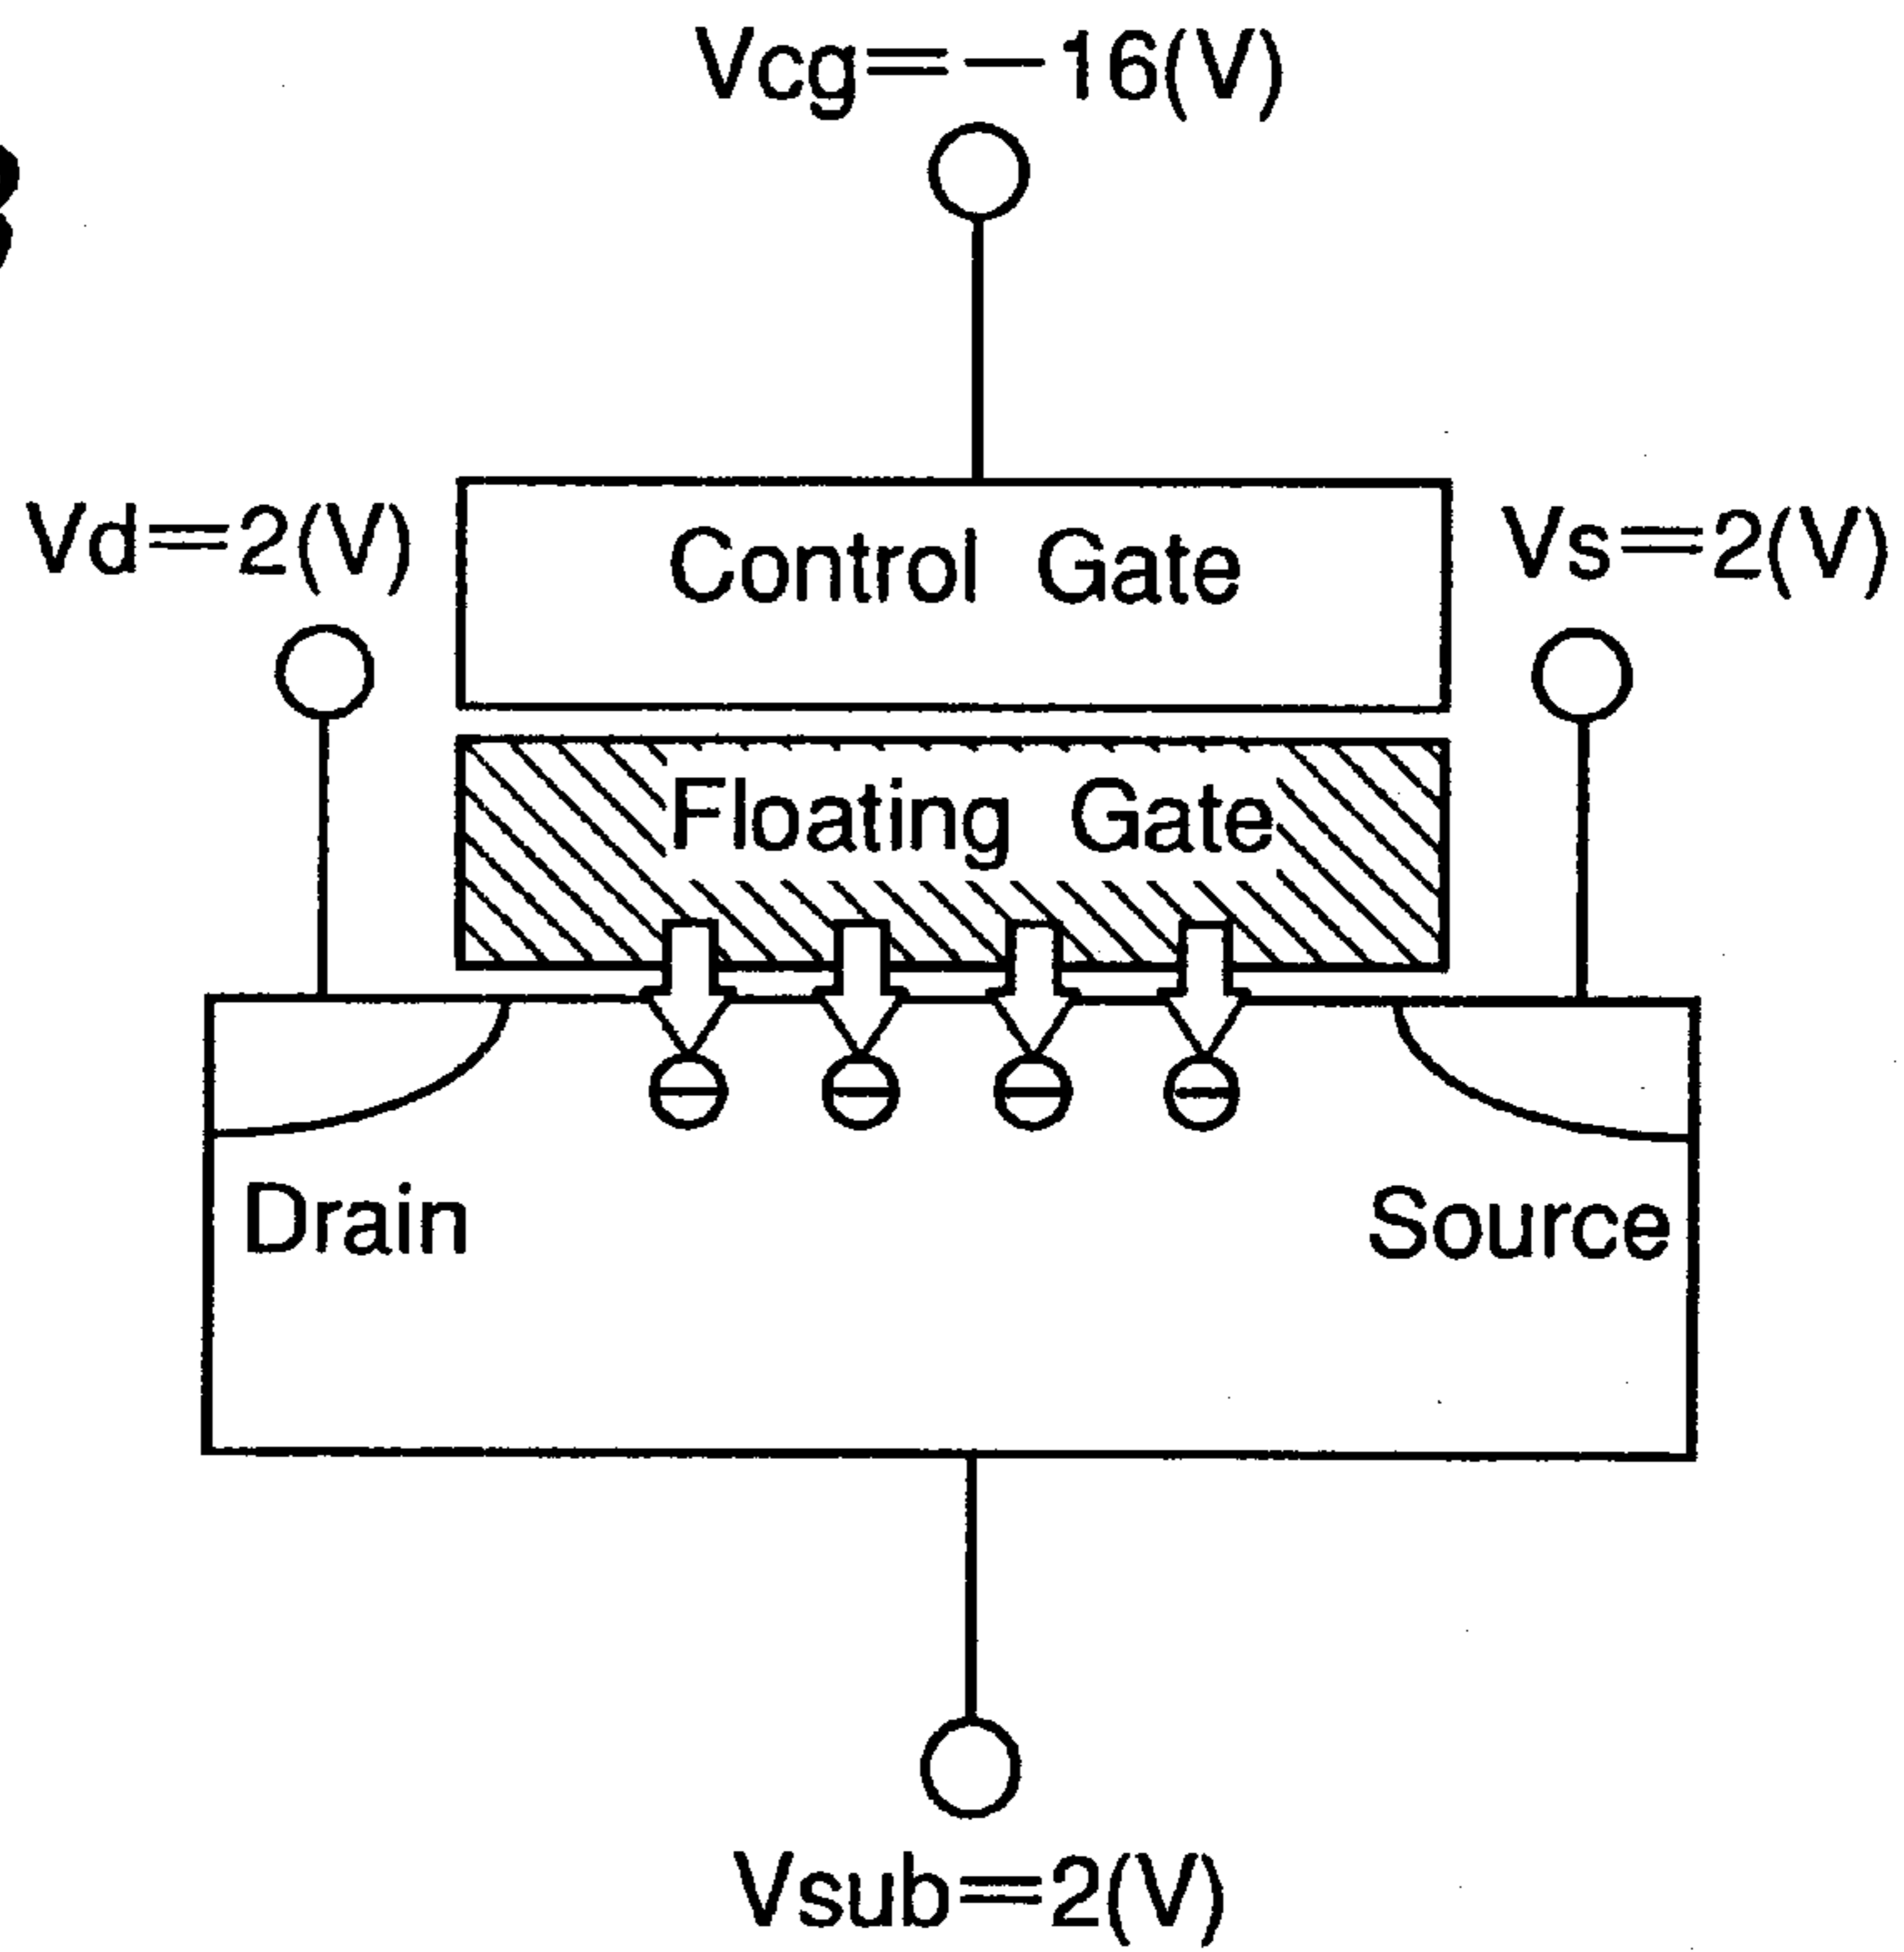 Vcg=−16(V)
Vd=2(V)
Control Gate
Vs=2(V)
Floating Gate
Drain
Source
Vsub=2(V)